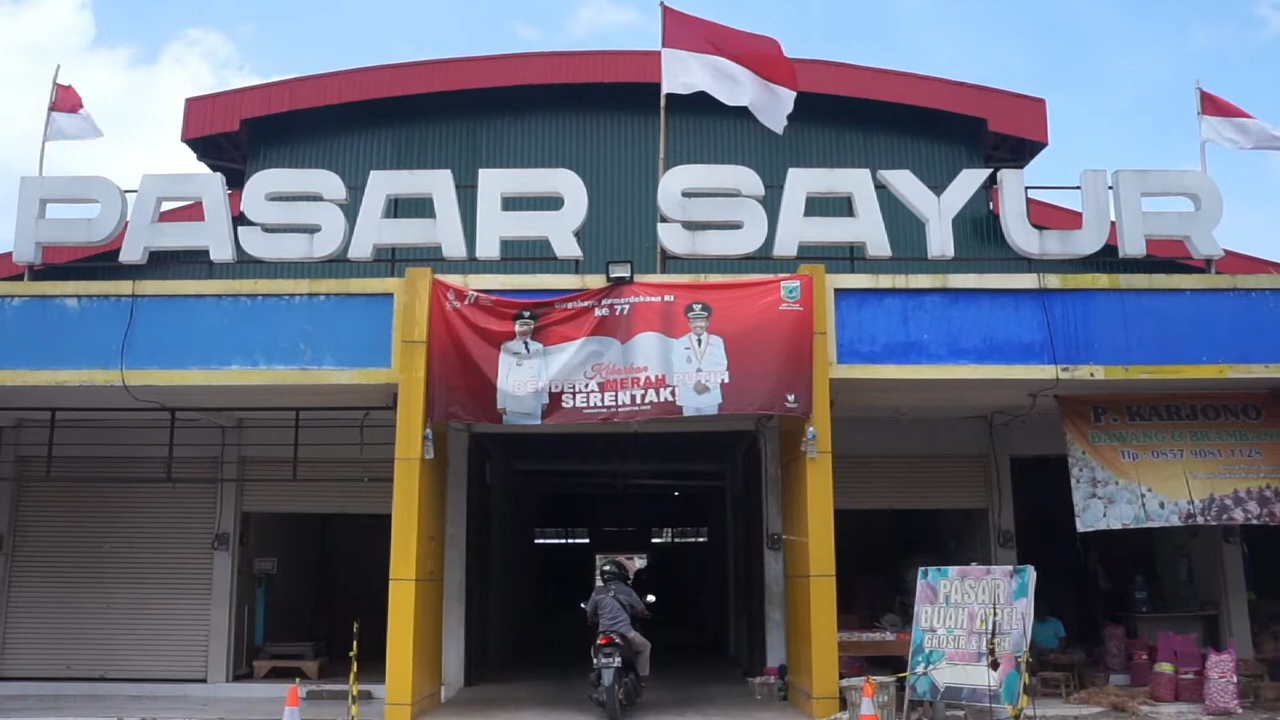 PASAR SAYUR
77
Dirgahayu Kemerdekaan RI
ke 77
Kibarkan
BENDERA MERAH PUTIH
SERENTAK!
P. KARJONO
BAWANG & BRAMBANG
Tlp : 0857 9081 1128
PASAR
BUAH APEL
GROSIR & ECER